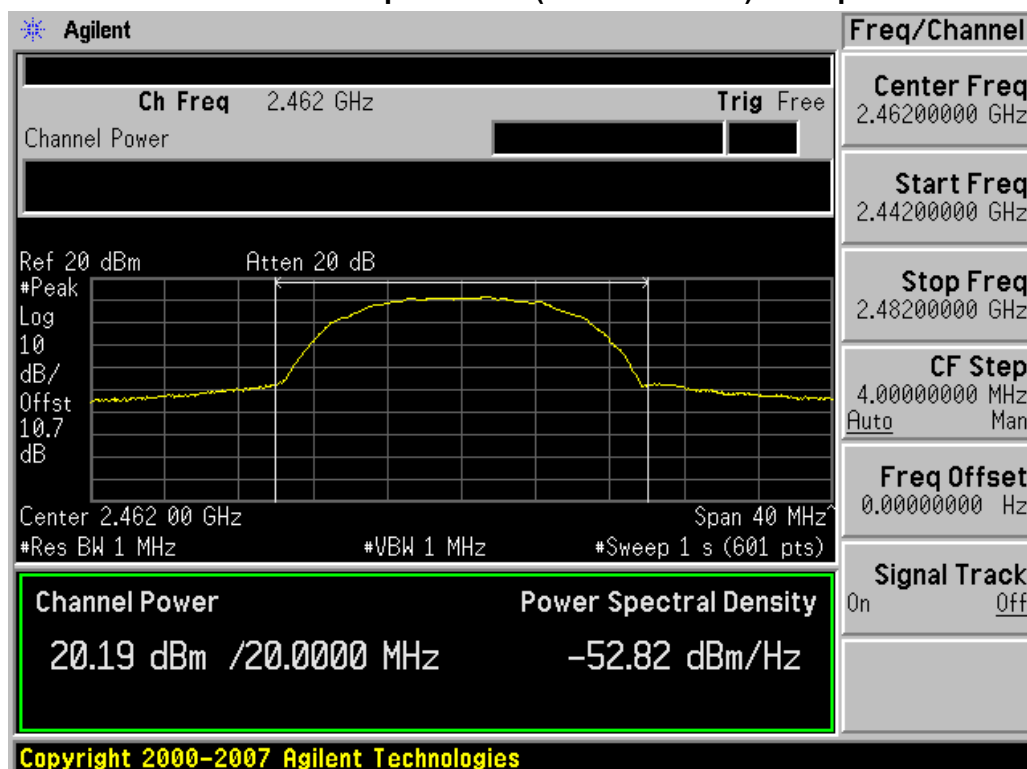 Agilent
Freq/Channel
Ch Freq 2.462 GHz Trig Free
Channel Power
Center Freq
2.46200000 GHz
Start Freq
2.44200000 GHz
Stop Freq
2.48200000 GHz
CF Step
4.00000000 MHz
Auto Man
Freq Offset
0.00000000 Hz
Signal Track
On Off
Ref 20 dBm Atten 20 dB
#Peak
Log
10
dB/
Offst
10.7
dB
Center 2.462 00 GHz Span 40 MHz^
#Res BW 1 MHz #VBW 1 MHz #Sweep 1 s (601 pts)
Channel Power Power Spectral Density
20.19 dBm /20.0000 MHz -52.82 dBm/Hz
Copyright 2000-2007 Agilent Technologies